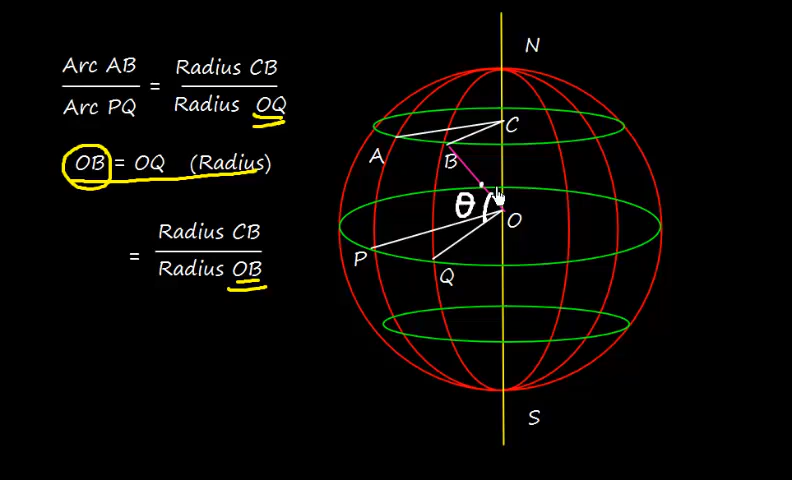 Arc AB / Arc PQ = Radius CB / Radius OQ
OB = OQ (Radius)
= Radius CB / Radius OB
N
C
A
B
θ
O
P
Q
S